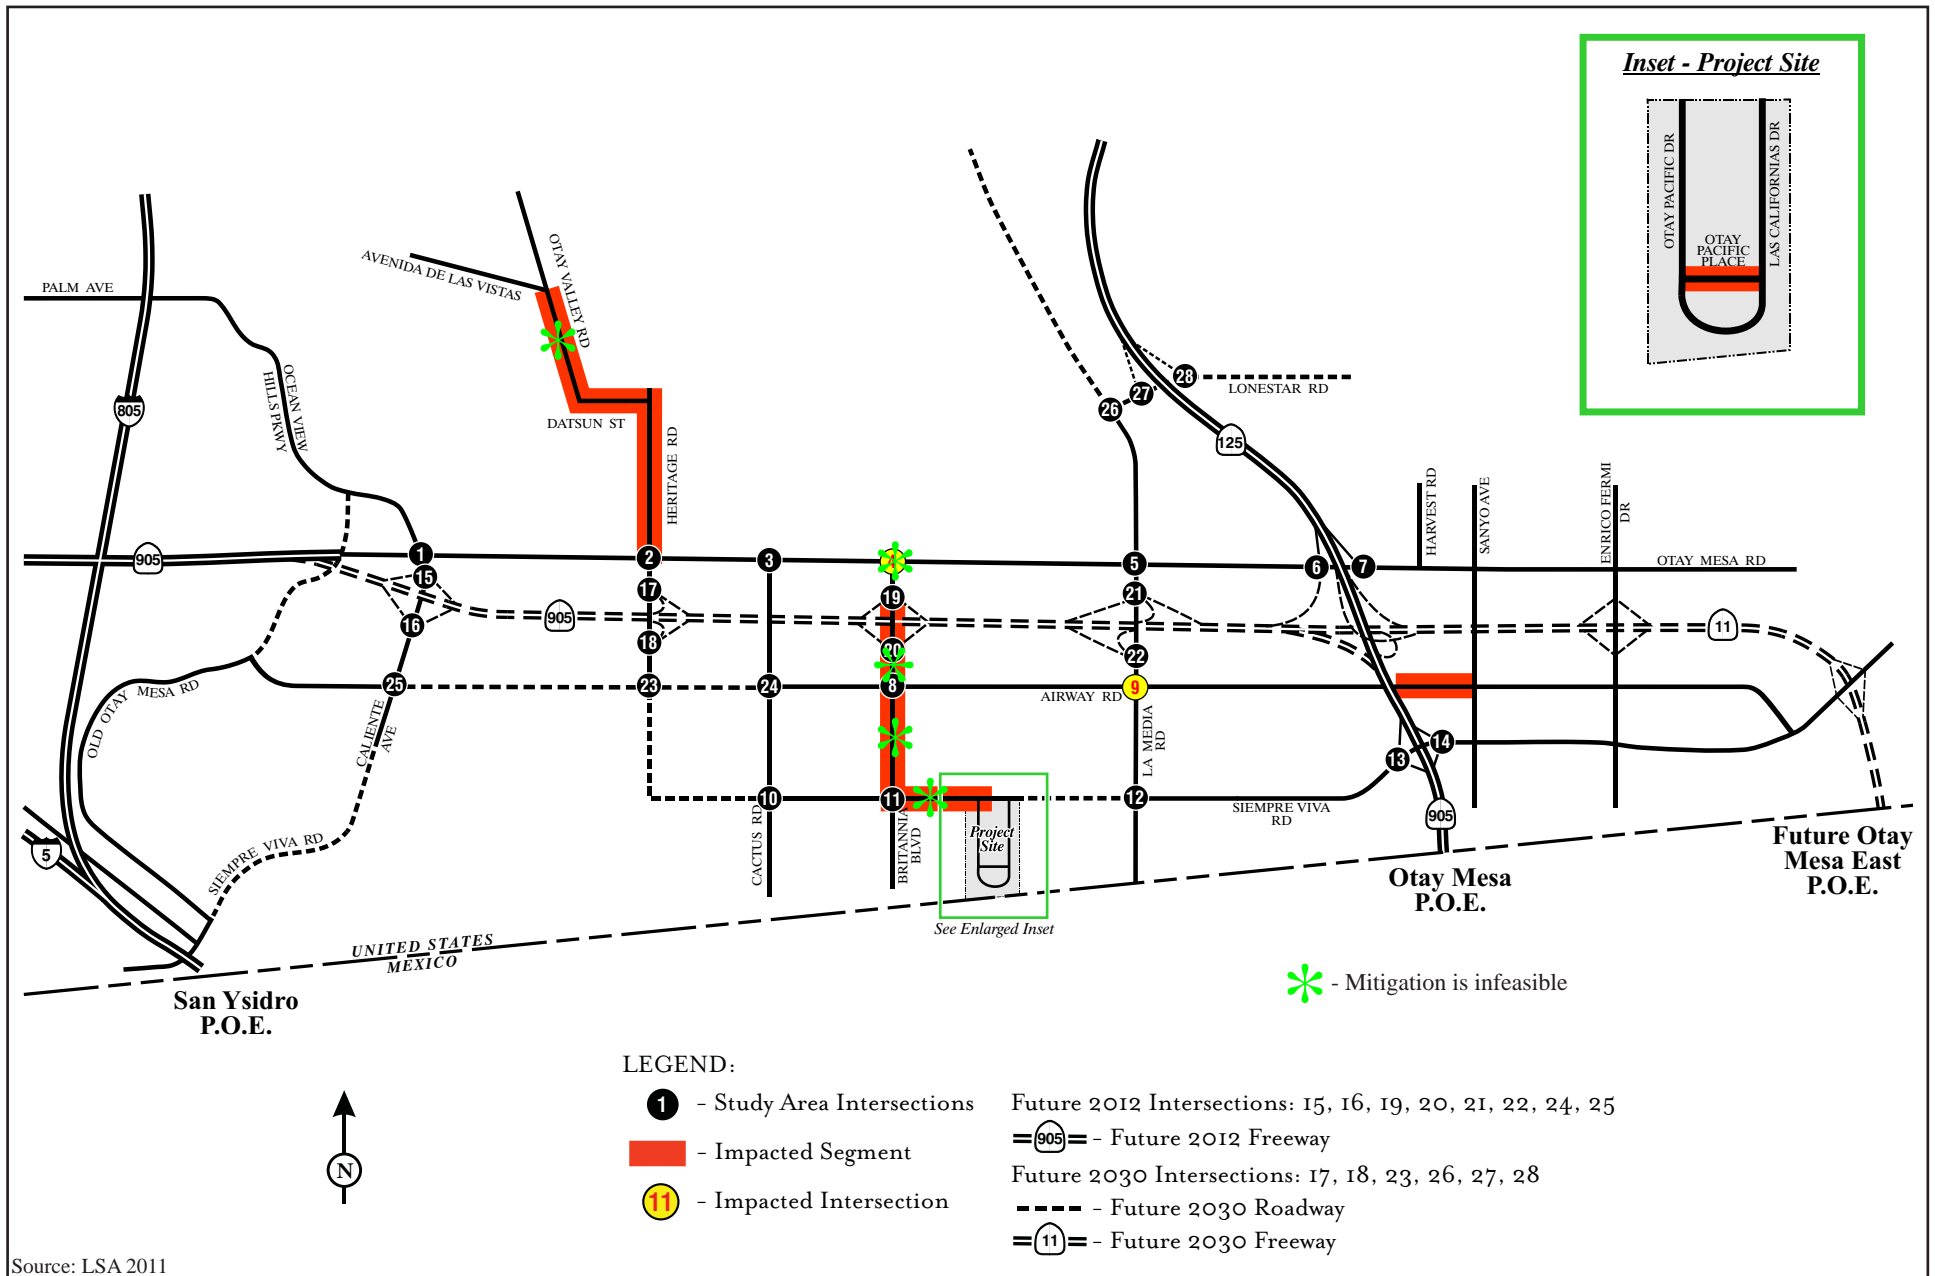 Inset - Project Site
OTAY PACIFIC DR
LAS CALIFORNIAS DR
OTAY
PACIFIC
PLACE
OTAY VALLEY RD
AVENIDA DE LAS VISTAS
PALM AVE
OCEAN VIEW
HILLS PKWY
805
DATSUN ST
HERITAGE RD
28
27
26
LONESTAR RD
125
HARVEST RD
SANYO AVE
ENRICO FERMI
DR
905
1
2
3
5
6
7
OTAY MESA RD
15
17
19
21
16
905
18
20
22
11
25
23
24
8
9
AIRWAY RD
OLD OTAY MESA RD
CALIENTE
AVE
LA MEDIA
RD
13
14
10
11
12
SIEMPRE VIVA
RD
905
CACTUS RD
BRITANNIA
BLVD
Project
Site
5
SIEMPRE VIVA RD
See Enlarged Inset
Otay Mesa
P.O.E.
Future Otay
Mesa East
P.O.E.
UNITED STATES
MEXICO
San Ysidro
P.O.E.
- Mitigation is infeasible
LEGEND:
1 - Study Area Intersections
- Impacted Segment
11 - Impacted Intersection
Future 2012 Intersections: 15, 16, 19, 20, 21, 22, 24, 25
905 - Future 2012 Freeway
Future 2030 Intersections: 17, 18, 23, 26, 27, 28
- Future 2030 Roadway
11 - Future 2030 Freeway
N
Source: LSA 2011